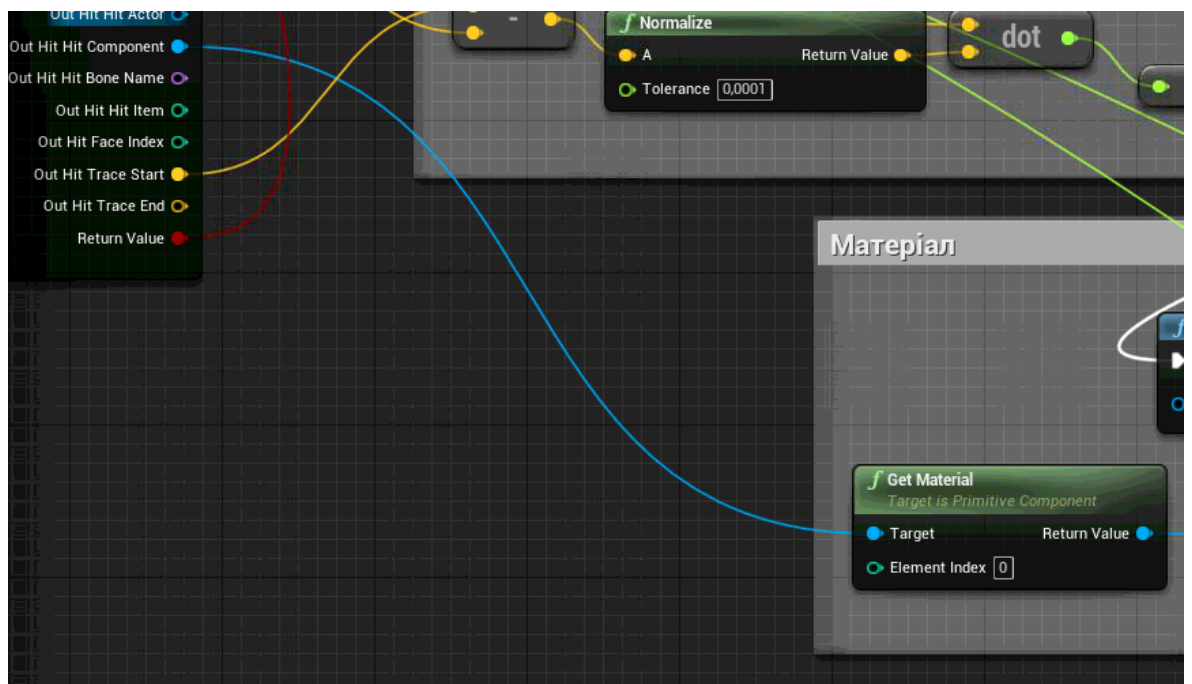 Out Hit Hit Actor
Out Hit Hit Component
Out Hit Hit Bone Name
Out Hit Hit Item
Out Hit Face Index
Out Hit Trace Start
Out Hit Trace End
Return Value
-
f Normalize
A
Return Value
Tolerance 0,0001
dot
Матеріал
f
f Get Material
Target is Primitive Component
Target
Return Value
Element Index 0